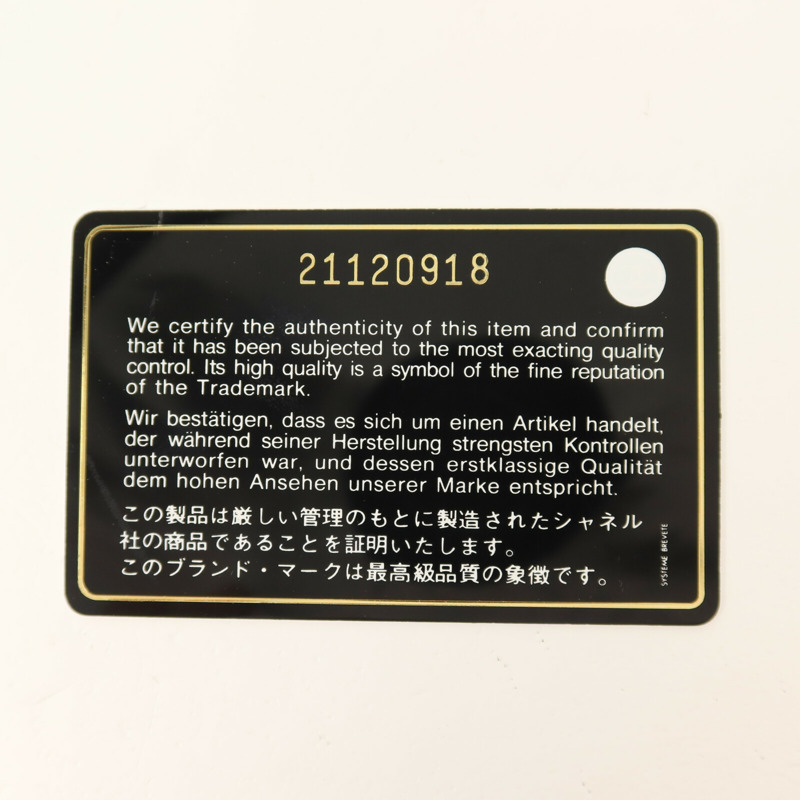 21120918
We certify the authenticity of this item and confirm
that it has been subjected to the most exacting quality
control. Its high quality is a symbol of the fine reputation
of the Trademark.
Wir bestätigen, dass es sich um einen Artikel handelt,
der während seiner Herstellung strengsten Kontrollen
unterworfen war, und dessen erstklassige Qualität
dem hohen Ansehen unserer Marke entspricht.
この製品は厳しい管理のもとに製造されたシャネル
社の商品であることを証明いたします。
このブランド・マークは最高級品質の象徴です。
SYSTEME BREVETE